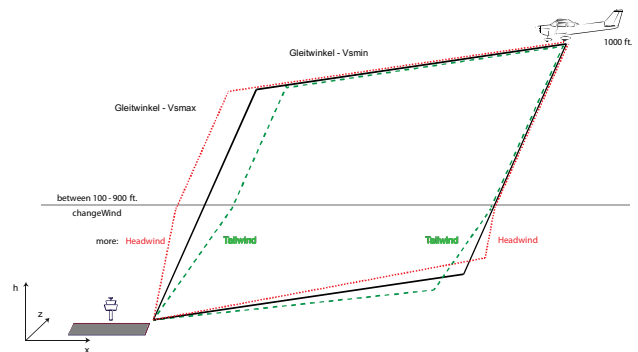 1000 ft.
Gleitwinkel - Vsmin
Gleitwinkel - Vsmax
between 100 - 900 ft.
changeWind
more: Headwind
Tailwind
Tailwind
Headwind
h
z
x